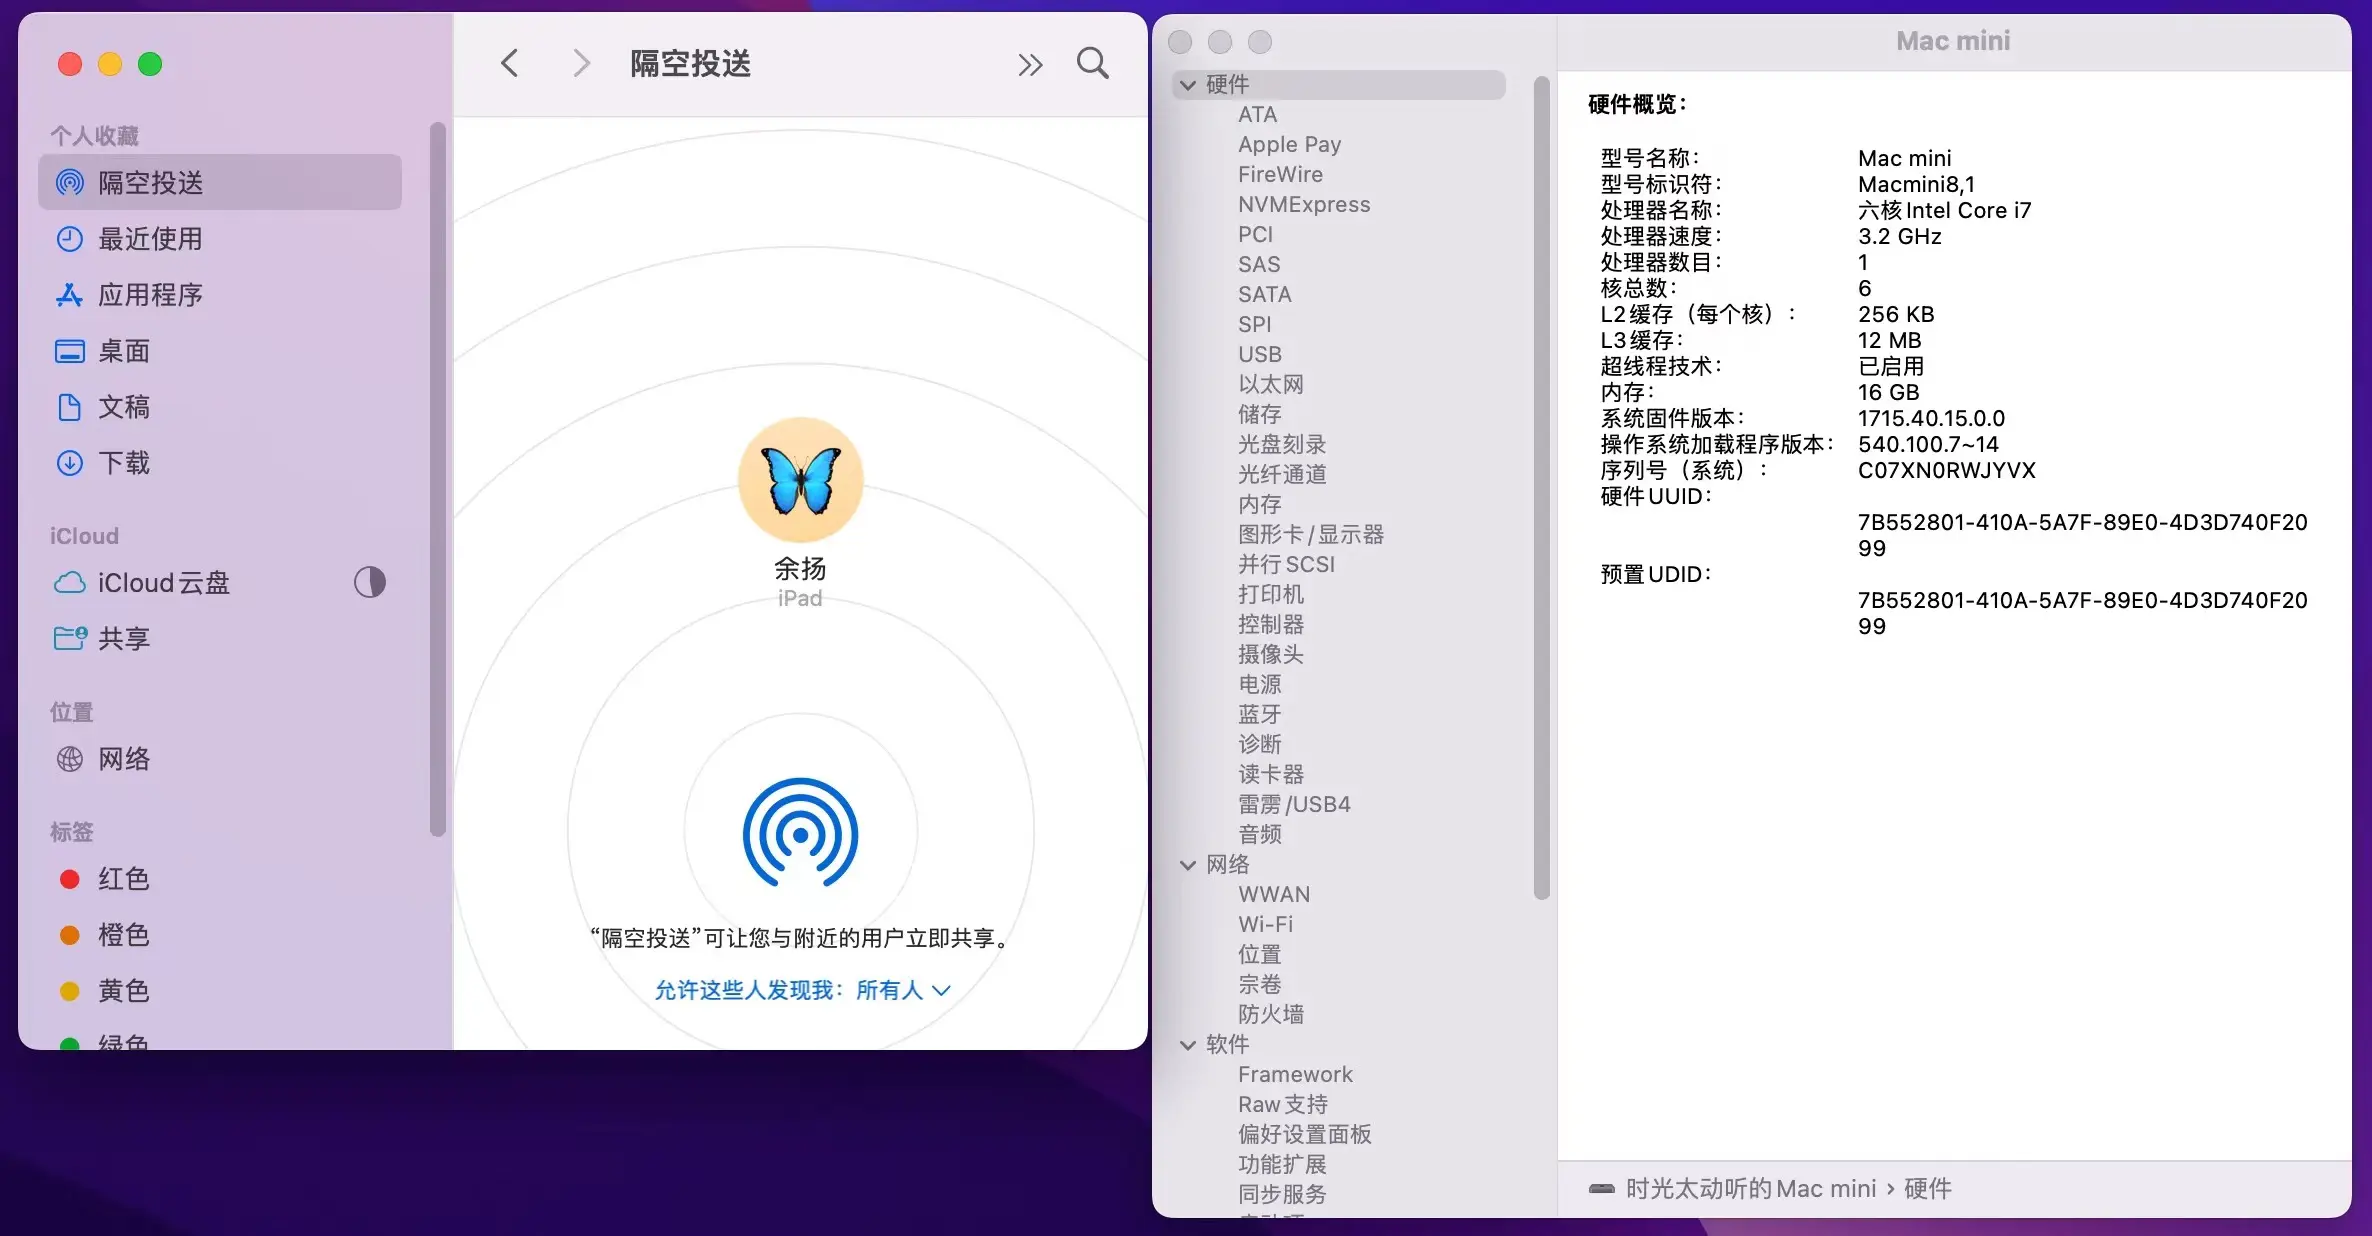 隔空投送
个人收藏
隔空投送
最近使用
应用程序
桌面
文稿
下载
iCloud
iCloud云盘
共享
位置
网络
标签
红色
橙色
黄色
绿色
余扬
iPad
“隔空投送”可让您与附近的用户立即共享。
允许这些人发现我：所有人
Mac mini
硬件
ATA
Apple Pay
FireWire
NVMExpress
PCI
SAS
SATA
SPI
USB
以太网
储存
光盘刻录
光纤通道
内存
图形卡/显示器
并行SCSI
打印机
控制器
摄像头
电源
蓝牙
诊断
读卡器
雷雳/USB4
音频
网络
WWAN
Wi-Fi
位置
宗卷
防火墙
软件
Framework
Raw支持
偏好设置面板
功能扩展
同步服务
硬件概览：
型号名称： Mac mini
型号标识符： Macmini8,1
处理器名称： 六核Intel Core i7
处理器速度： 3.2 GHz
处理器数目： 1
核总数： 6
L2缓存（每个核）： 256 KB
L3缓存： 12 MB
超线程技术： 已启用
内存： 16 GB
系统固件版本： 1715.40.15.0.0
操作系统加载程序版本： 540.100.7~14
序列号（系统）： C07XN0RWJYVX
硬件UUID：
7B552801-410A-5A7F-89E0-4D3D740F20
99
预置UDID：
7B552801-410A-5A7F-89E0-4D3D740F20
99
时光太动听的Mac mini › 硬件